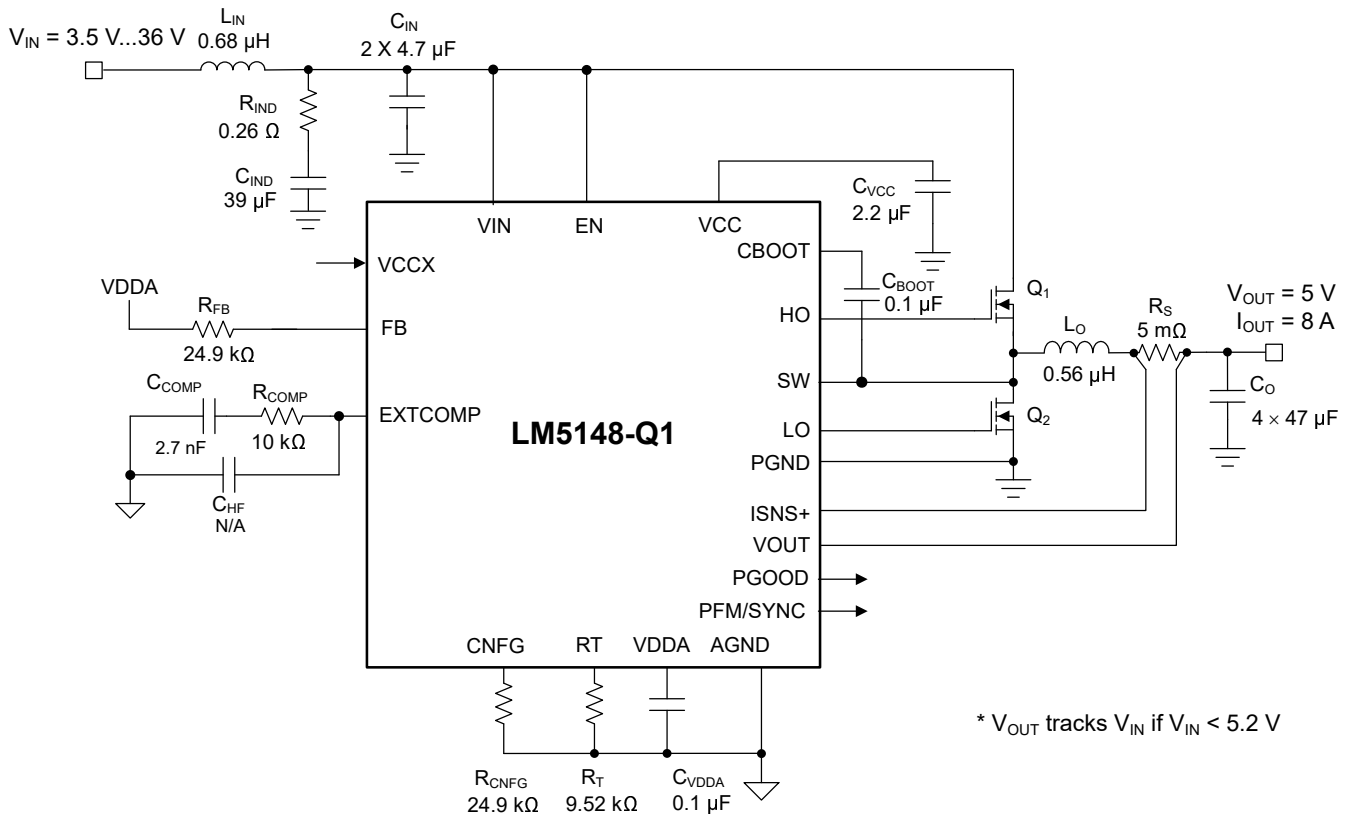 V_IN = 3.5 V...36 V
L_IN
0.68 µH
C_IN
2 X 4.7 µF
R_IND
0.26 Ω
C_IND
39 µF
C_VCC
2.2 µF
VIN
EN
VCC
CBOOT
VCCX
VDDA
R_FB
24.9 kΩ
FB
C_BOOT
0.1 µF
HO
Q_1
L_O
0.56 µH
R_S
5 mΩ
V_OUT = 5 V
I_OUT = 8 A
C_O
4 × 47 µF
SW
C_COMP
2.7 nF
R_COMP
10 kΩ
EXTCOMP
C_HF
N/A
LM5148-Q1
LO
Q_2
PGND
ISNS+
VOUT
PGOOD
PFM/SYNC
CNFG
RT
VDDA
AGND
R_CNFG
24.9 kΩ
R_T
9.52 kΩ
C_VDDA
0.1 µF
* V_OUT tracks V_IN if V_IN < 5.2 V